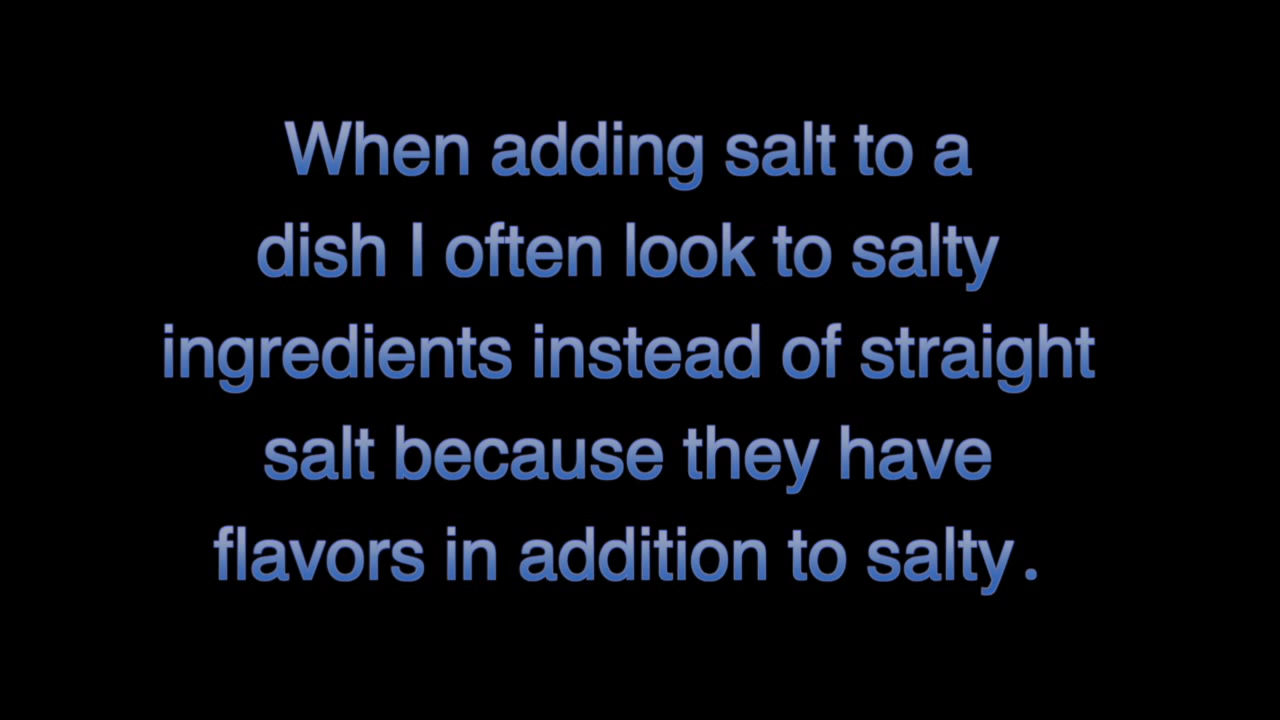 When adding salt to a
dish I often look to salty
ingredients instead of straight
salt because they have
flavors in addition to salty.